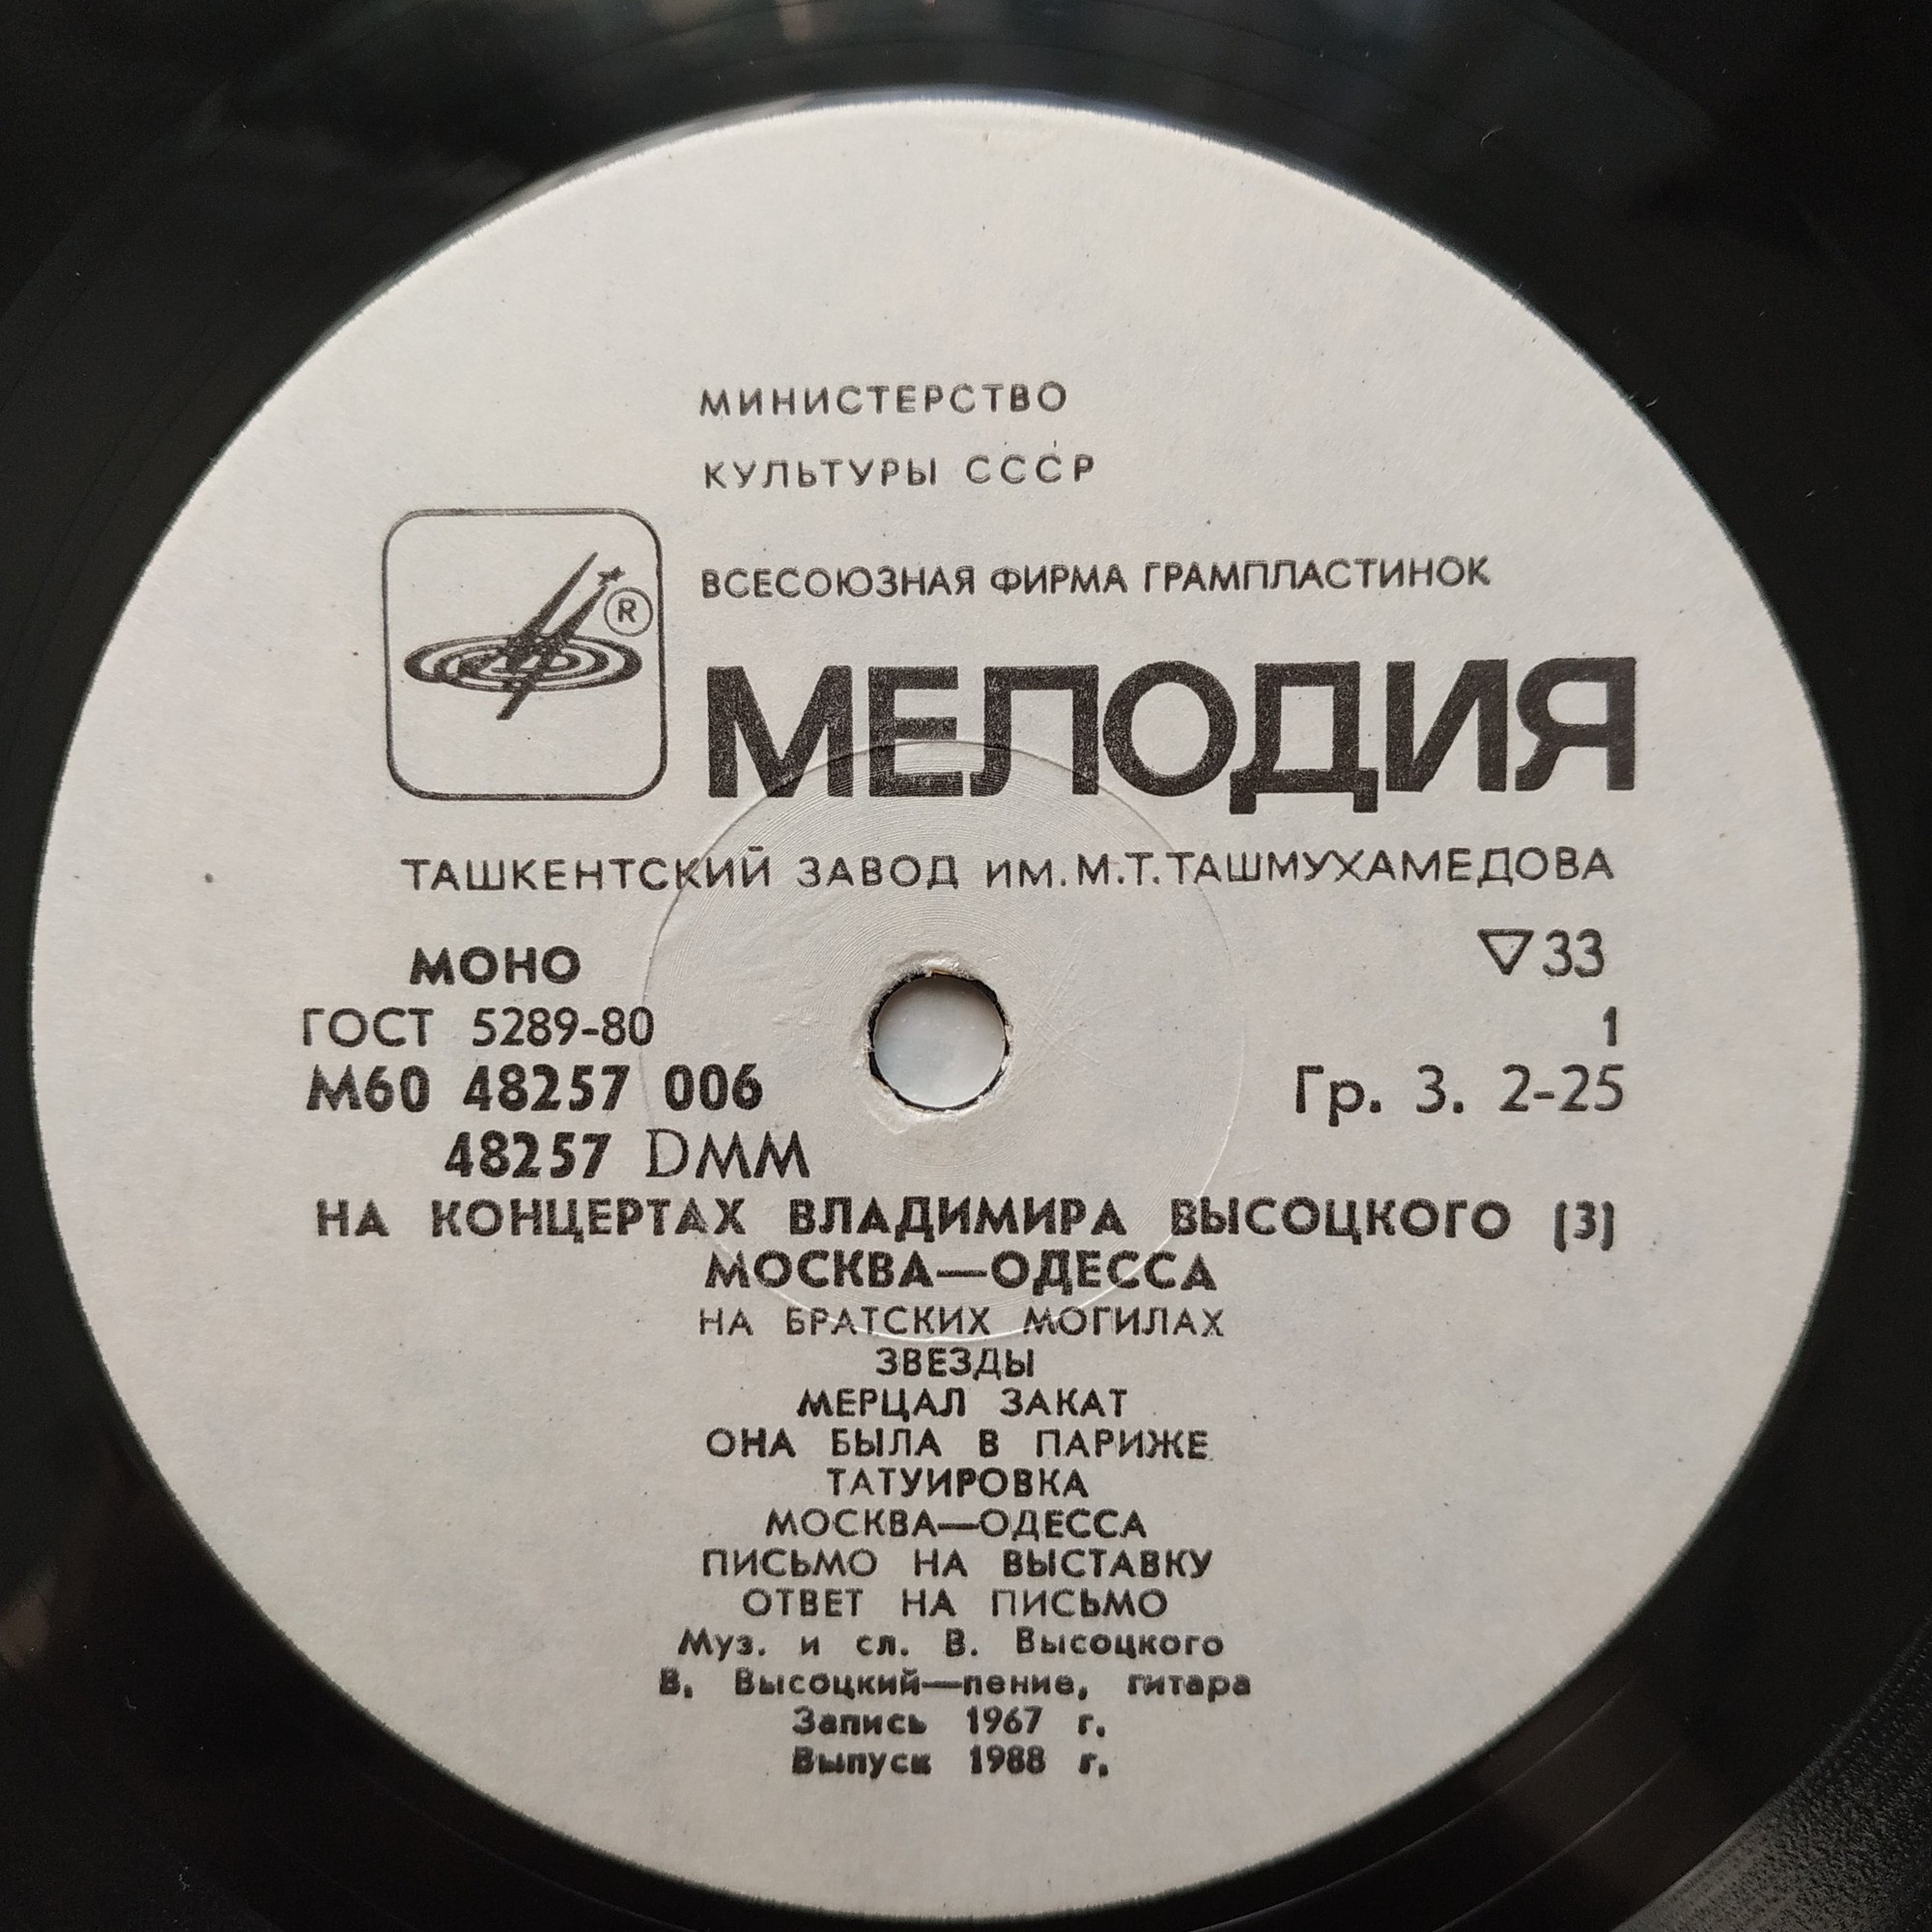 МИНИСТЕРСТВО
КУЛЬТУРЫ СССР
ВСЕСОЮЗНАЯ ФИРМА ГРАМПЛАСТИНОК
®
МЕЛОДИЯ
ТАШКЕНТСКИЙ ЗАВОД ИМ. М.Т. ТАШМУХАМЕДОВА
МОНО ▽33
ГОСТ 5289-80 1
М60 48257 006 Гр. 3. 2-25
48257 DMM
НА КОНЦЕРТАХ ВЛАДИМИРА ВЫСОЦКОГО (3)
МОСКВА—ОДЕССА
НА БРАТСКИХ МОГИЛАХ
ЗВЕЗДЫ
МЕРЦАЛ ЗАКАТ
ОНА БЫЛА В ПАРИЖЕ
ТАТУИРОВКА
МОСКВА—ОДЕССА
ПИСЬМО НА ВЫСТАВКУ
ОТВЕТ НА ПИСЬМО
Муз. и сл. В. Высоцкого
В. Высоцкий—пение, гитара
Запись 1967 г.
Выпуск 1988 г.